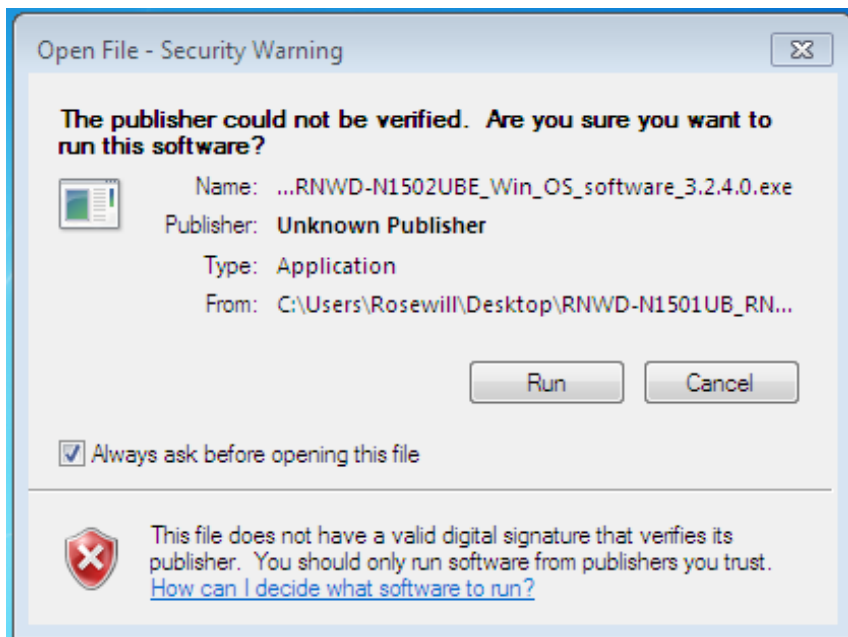 Open File - Security Warning
The publisher could not be verified. Are you sure you want to
run this software?
Name: ...RNWD-N1502UBE_Win_OS_software_3.2.4.0.exe
Publisher: Unknown Publisher
Type: Application
From: C:\Users\Rosewill\Desktop\RNWD-N1501UB_RN...
Run Cancel
Always ask before opening this file
This file does not have a valid digital signature that verifies its
publisher. You should only run software from publishers you trust.
How can I decide what software to run?